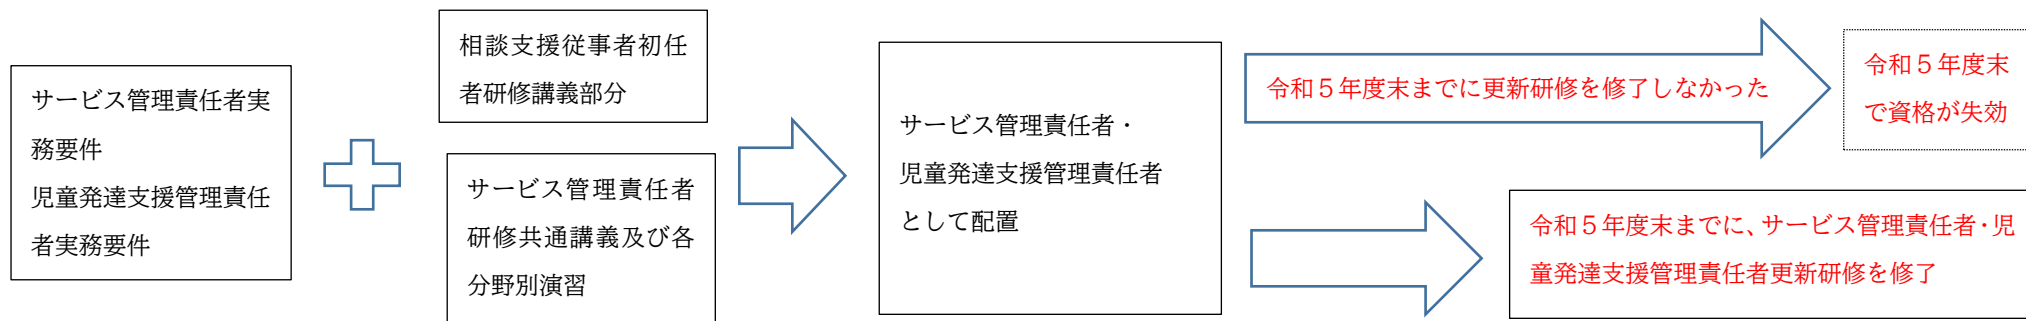 サービス管理責任者実
務要件
児童発達支援管理責任
者実務要件
相談支援従事者初任
者研修講義部分
サービス管理責任者
研修共通講義及び各
分野別演習
サービス管理責任者・
児童発達支援管理責任者
として配置
令和５年度末までに更新研修を修了しなかった
令和５年度末
で資格が失効
令和５年度末までに、サービス管理責任者・児
童発達支援管理責任者更新研修を修了